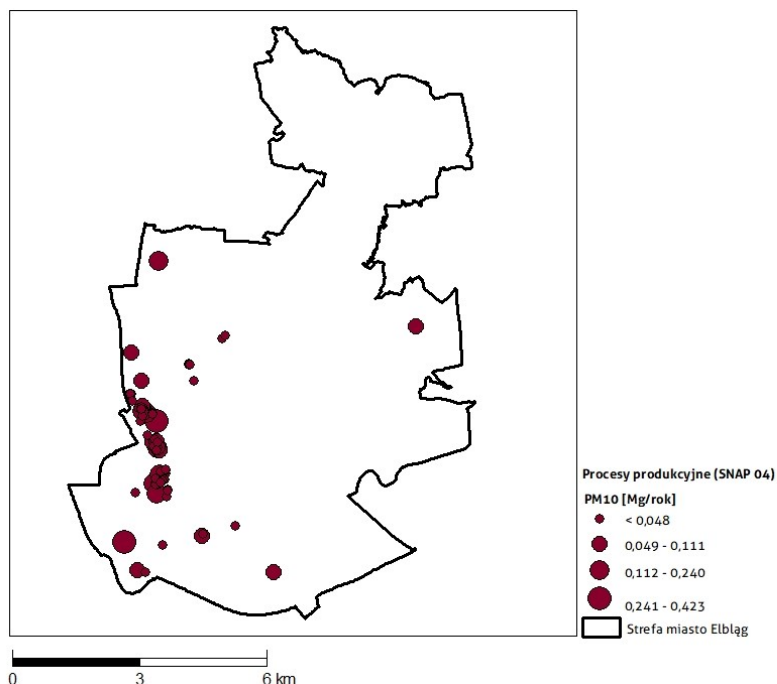 Procesy produkcyjne (SNAP 04)
PM10 [Mg/rok]
< 0,048
0,049 - 0,111
0,112 - 0,240
0,241 - 0,423
Strefa miasto Elbląg
0 3 6 km